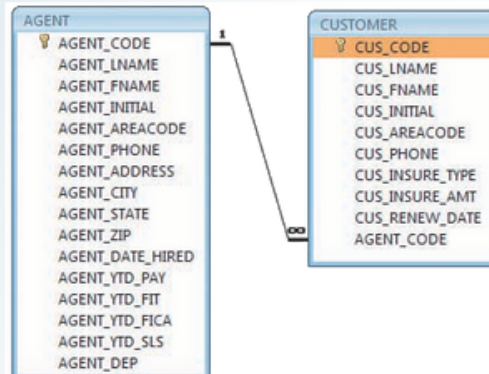 AGENT
AGENT_CODE
AGENT_LNAME
AGENT_FNAME
AGENT_INITIAL
AGENT_AREACODE
AGENT_PHONE
AGENT_ADDRESS
AGENT_CITY
AGENT_STATE
AGENT_ZIP
AGENT_DATE_HIRED
AGENT_YTD_PAY
AGENT_YTD_FIT
AGENT_YTD_FICA
AGENT_YTD_SLS
AGENT_DEP
1
∞
CUSTOMER
CUS_CODE
CUS_LNAME
CUS_FNAME
CUS_INITIAL
CUS_AREACODE
CUS_PHONE
CUS_INSURE_TYPE
CUS_INSURE_AMT
CUS_RENEW_DATE
AGENT_CODE